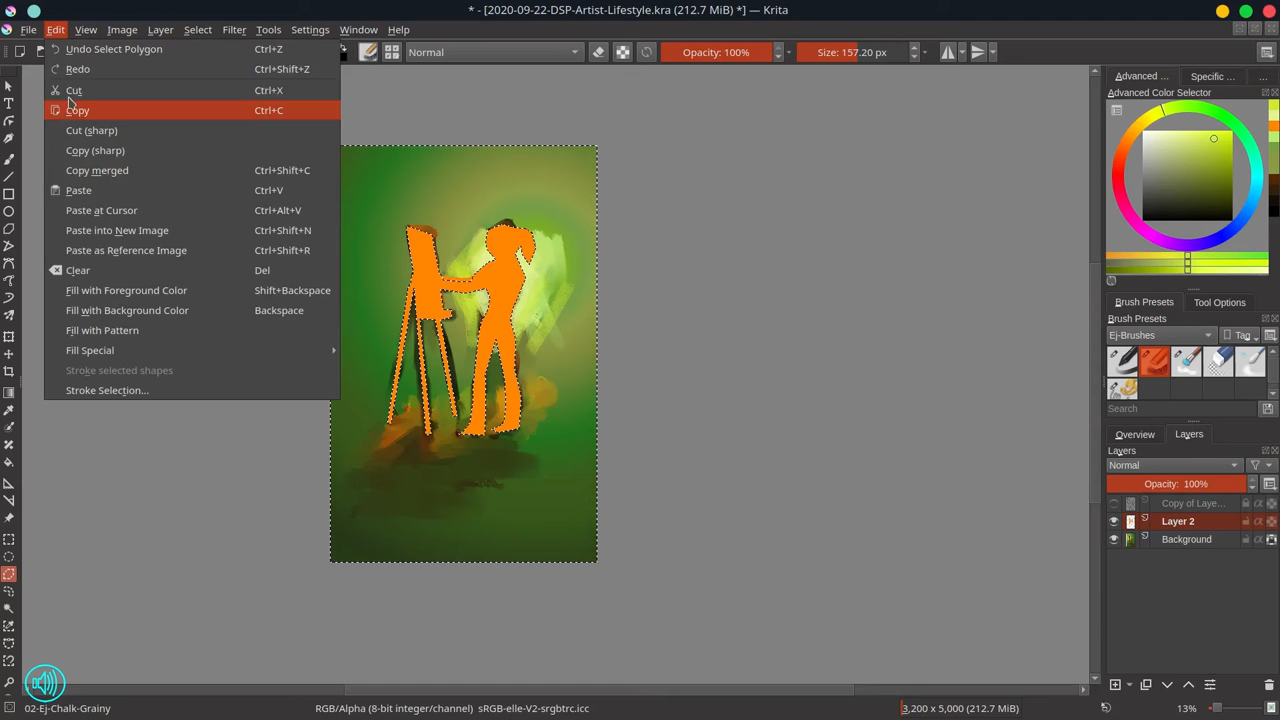 * - [2020-09-22-DSP-Artist-Lifestyle.kra (212.7 MiB) *] — Krita
File Edit View Image Layer Select Filter Tools Settings Window Help
Normal Opacity: 100% Size: 157.20 px
Undo Select Polygon Ctrl+Z
Redo Ctrl+Shift+Z
Cut Ctrl+X
Copy Ctrl+C
Cut (sharp)
Copy (sharp)
Copy merged Ctrl+Shift+C
Paste Ctrl+V
Paste at Cursor Ctrl+Alt+V
Paste into New Image Ctrl+Shift+N
Paste as Reference Image Ctrl+Shift+R
Clear Del
Fill with Foreground Color Shift+Backspace
Fill with Background Color Backspace
Fill with Pattern
Fill Special
Stroke selected shapes
Stroke Selection...
Advanced ... Specific ... ...
Advanced Color Selector
Brush Presets Tool Options
Brush Presets
Ej-Brushes Tag
Search
Overview Layers
Layers
Normal
Opacity: 100%
Copy of Laye...
Layer 2
Background
02-Ej-Chalk-Grainy RGB/Alpha (8-bit integer/channel) sRGB-elle-V2-srgbtrc.icc 3,200 x 5,000 (212.7 MiB) 13%